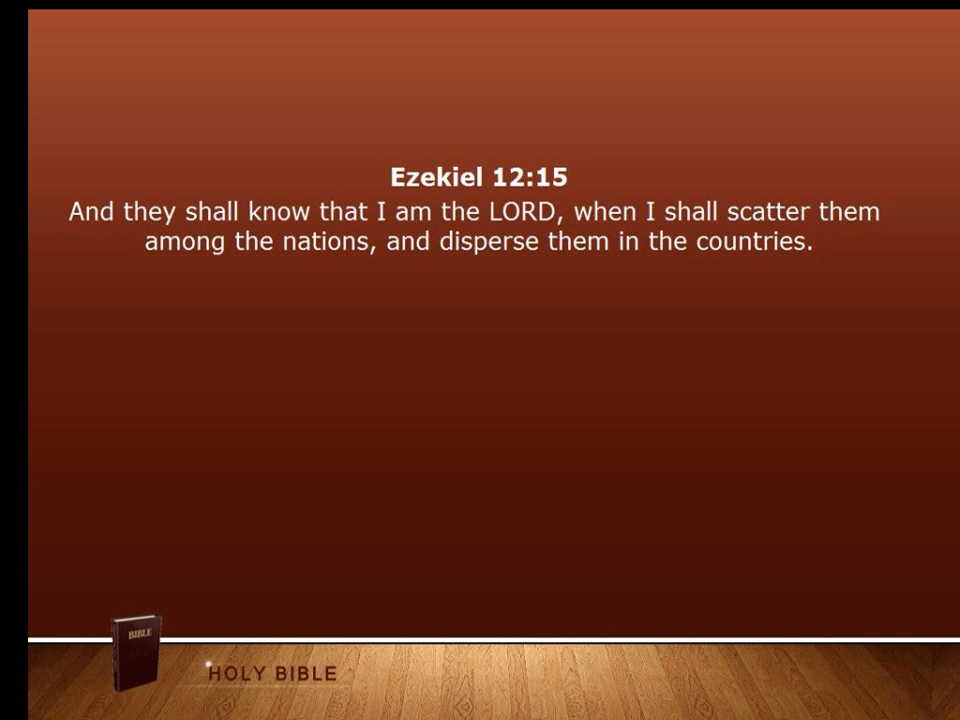 Ezekiel 12:15
And they shall know that I am the LORD, when I shall scatter them
among the nations, and disperse them in the countries.
BIBLE
HOLY BIBLE